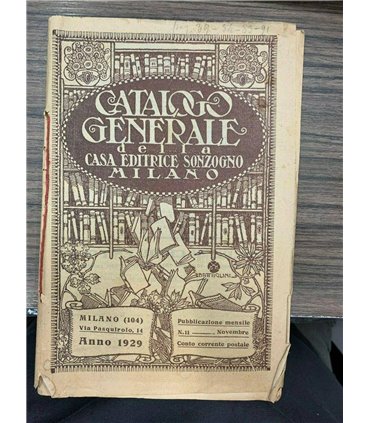 CATALOGO
GENERALE
della
CASA EDITRICE SONZOGNO
MILANO
MILANO (104)
Via Pasquirolo, 14
Anno 1929
Pubblicazione mensile
N. 11 Novembre
Conto corrente postale